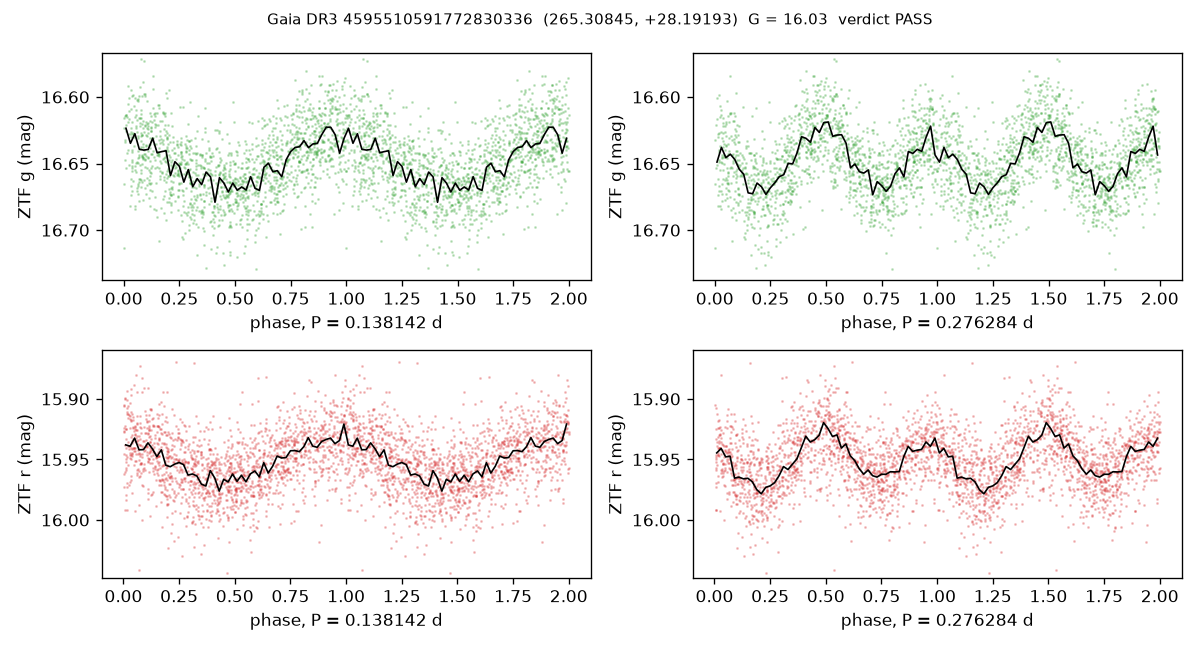 Gaia DR3 4595510591772830336  (265.30845, +28.19193)  G = 16.03  verdict PASS
ZTF g (mag)
16.60
16.65
16.70
0.00 0.25 0.50 0.75 1.00 1.25 1.50 1.75 2.00
phase, P = 0.138142 d
ZTF g (mag)
16.60
16.65
16.70
0.00 0.25 0.50 0.75 1.00 1.25 1.50 1.75 2.00
phase, P = 0.276284 d
ZTF r (mag)
15.90
15.95
16.00
0.00 0.25 0.50 0.75 1.00 1.25 1.50 1.75 2.00
phase, P = 0.138142 d
ZTF r (mag)
15.90
15.95
16.00
0.00 0.25 0.50 0.75 1.00 1.25 1.50 1.75 2.00
phase, P = 0.276284 d